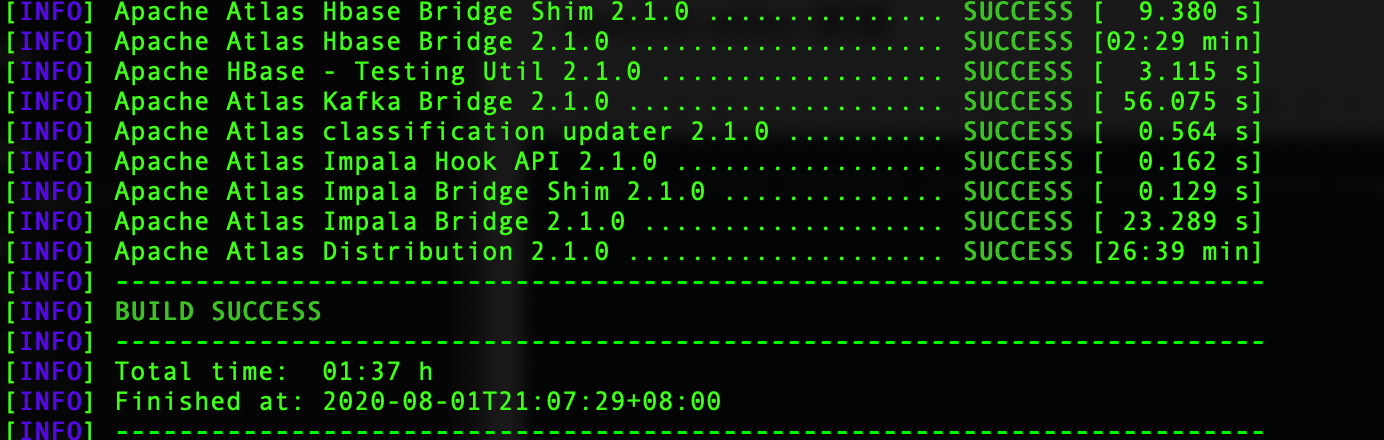 [INFO] Apache Atlas Hbase Bridge Shim 2.1.0 ............... SUCCESS [  9.380 s]
[INFO] Apache Atlas Hbase Bridge 2.1.0 .................... SUCCESS [02:29 min]
[INFO] Apache HBase - Testing Util 2.1.0 .................. SUCCESS [  3.115 s]
[INFO] Apache Atlas Kafka Bridge 2.1.0 .................... SUCCESS [ 56.075 s]
[INFO] Apache Atlas classification updater 2.1.0 .......... SUCCESS [  0.564 s]
[INFO] Apache Atlas Impala Hook API 2.1.0 ................. SUCCESS [  0.162 s]
[INFO] Apache Atlas Impala Bridge Shim 2.1.0 .............. SUCCESS [  0.129 s]
[INFO] Apache Atlas Impala Bridge 2.1.0 ................... SUCCESS [ 23.289 s]
[INFO] Apache Atlas Distribution 2.1.0 .................... SUCCESS [26:39 min]
[INFO] ------------------------------------------------------------------------
[INFO] BUILD SUCCESS
[INFO] ------------------------------------------------------------------------
[INFO] Total time:  01:37 h
[INFO] Finished at: 2020-08-01T21:07:29+08:00
[INFO] ------------------------------------------------------------------------